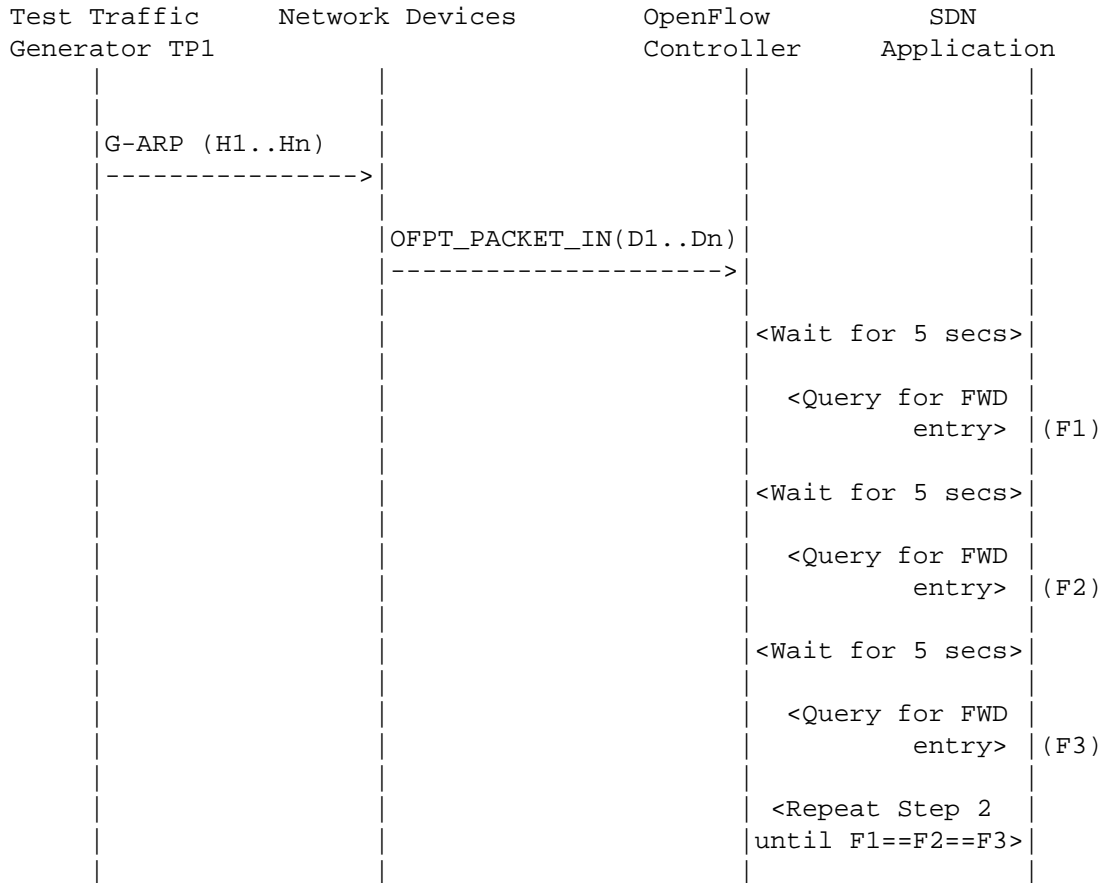 Test Traffic Network Devices OpenFlow SDN
Generator TP1 Controller Application
G-ARP (H1..Hn)
---------------->
OFPT_PACKET_IN(D1..Dn)
--------------------->
<Wait for 5 secs>
<Query for FWD
entry> (F1)
<Wait for 5 secs>
<Query for FWD
entry> (F2)
<Wait for 5 secs>
<Query for FWD
entry> (F3)
<Repeat Step 2
until F1==F2==F3>